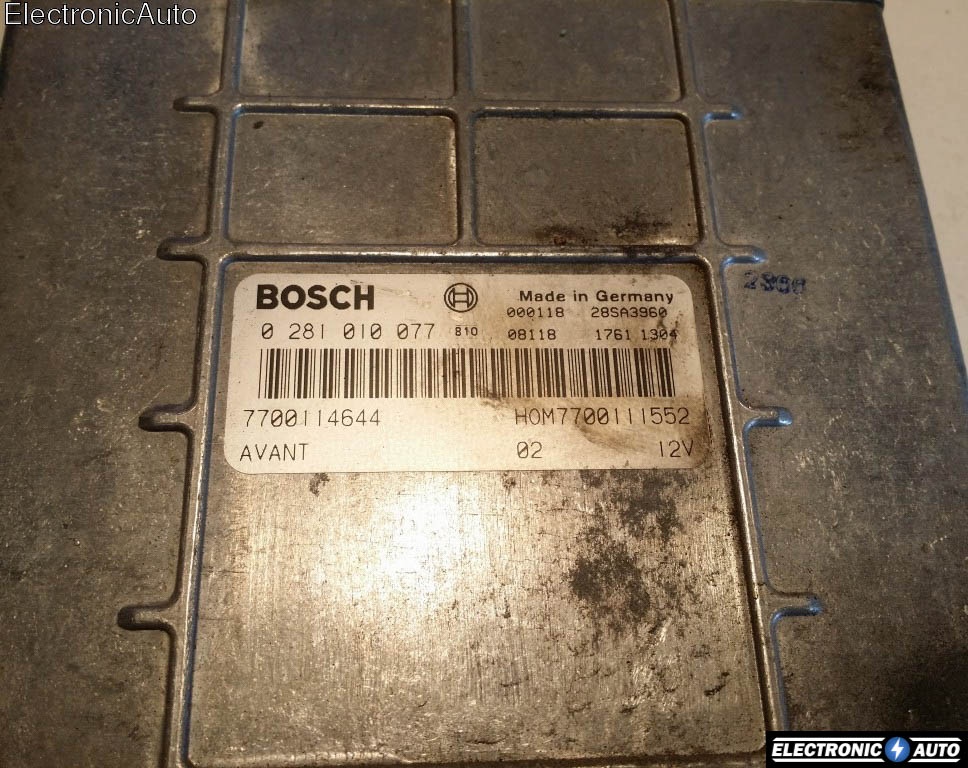 ElectronicAuto
BOSCH
Made in Germany
000118 28SA3960
0 281 010 077 810 08118 1761 1304
7700114644 HOM7700111552
AVANT 02 12V
ELECTRONIC AUTO